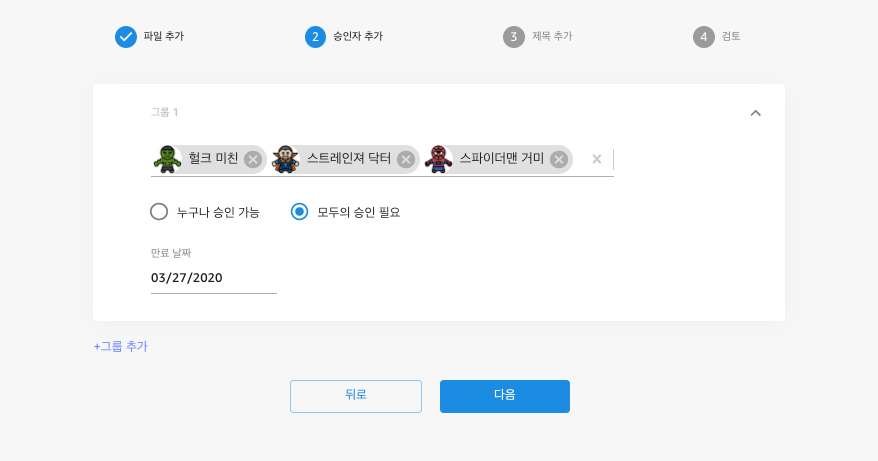 파일 추가
2 승인자 추가
3 제목 추가
4 검토
그룹 1
헐크 미친 스트레인져 닥터 스파이더맨 거미
누구나 승인 가능 모두의 승인 필요
만료 날짜
03/27/2020
+그룹 추가
뒤로 다음